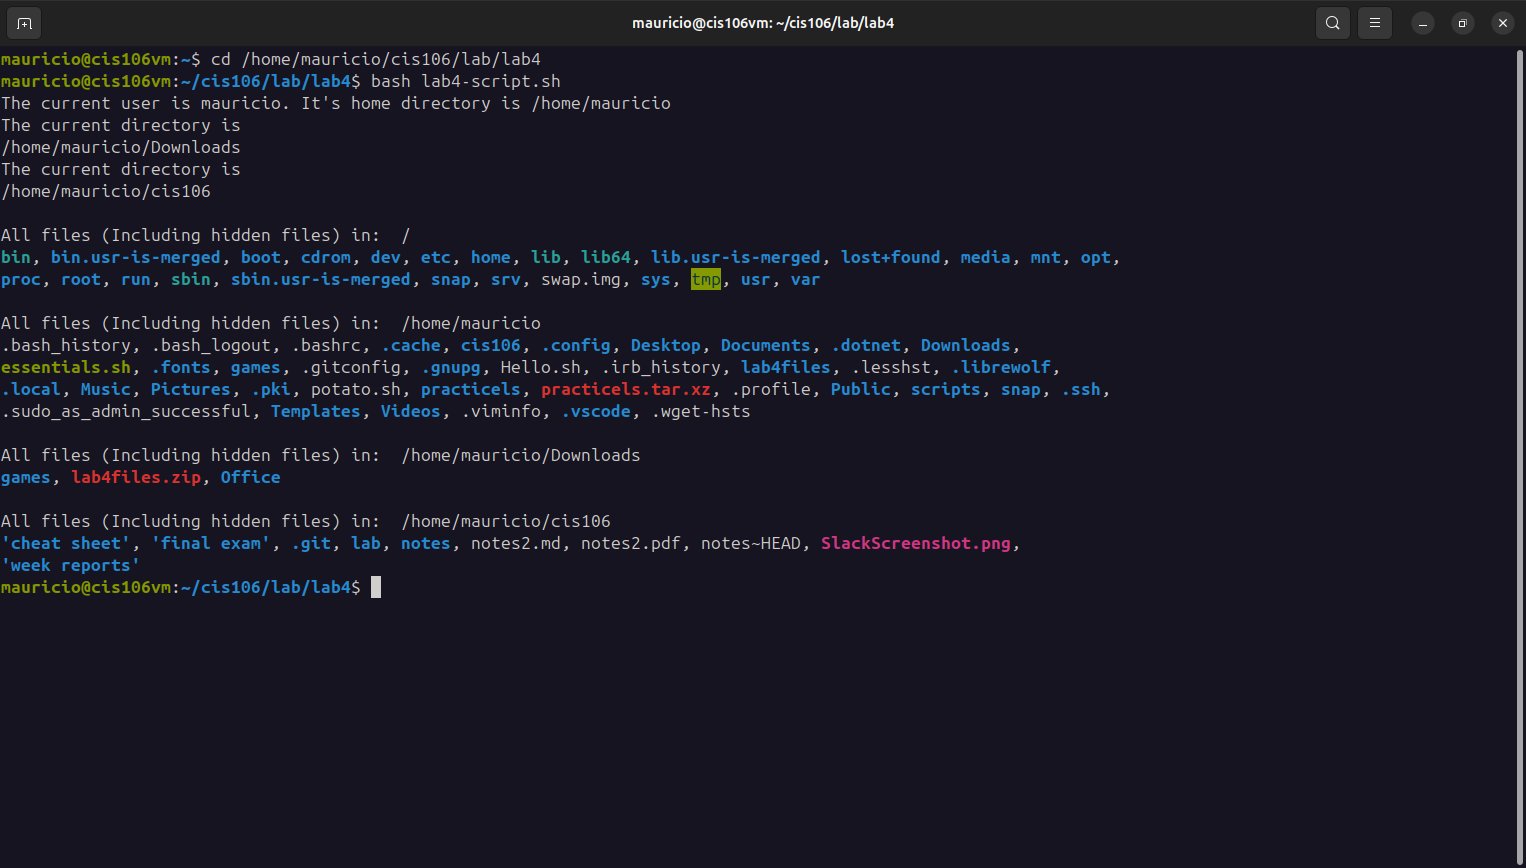 mauricio@cis106vm: ~/cis106/lab/lab4
mauricio@cis106vm:~$ cd /home/mauricio/cis106/lab/lab4
mauricio@cis106vm:~/cis106/lab/lab4$ bash lab4-script.sh
The current user is mauricio. It's home directory is /home/mauricio
The current directory is
/home/mauricio/Downloads
The current directory is
/home/mauricio/cis106
All files (Including hidden files) in:  /
bin, bin.usr-is-merged, boot, cdrom, dev, etc, home, lib, lib64, lib.usr-is-merged, lost+found, media, mnt, opt,
proc, root, run, sbin, sbin.usr-is-merged, snap, srv, swap.img, sys, tmp, usr, var
All files (Including hidden files) in:  /home/mauricio
.bash_history, .bash_logout, .bashrc, .cache, cis106, .config, Desktop, Documents, .dotnet, Downloads,
essentials.sh, .fonts, games, .gitconfig, .gnupg, Hello.sh, .irb_history, lab4files, .lesshst, .librewolf,
.local, Music, Pictures, .pki, potato.sh, practicels, practicels.tar.xz, .profile, Public, scripts, snap, .ssh,
.sudo_as_admin_successful, Templates, Videos, .viminfo, .vscode, .wget-hsts
All files (Including hidden files) in:  /home/mauricio/Downloads
games, lab4files.zip, Office
All files (Including hidden files) in:  /home/mauricio/cis106
'cheat sheet', 'final exam', .git, lab, notes, notes2.md, notes2.pdf, notes~HEAD, SlackScreenshot.png,
'week reports'
mauricio@cis106vm:~/cis106/lab/lab4$